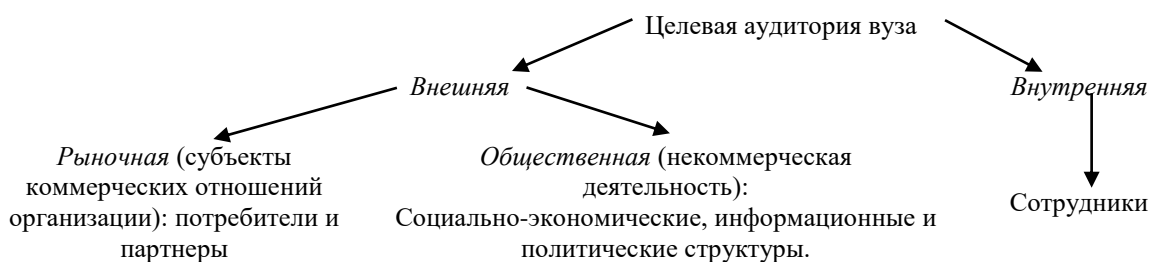 Целевая аудитория вуза
Внешняя
Внутренняя
Рыночная (субъекты
коммерческих отношений
организации): потребители и
партнеры
Общественная (некоммерческая
деятельность):
Социально-экономические, информационные и
политические структуры.
Сотрудники